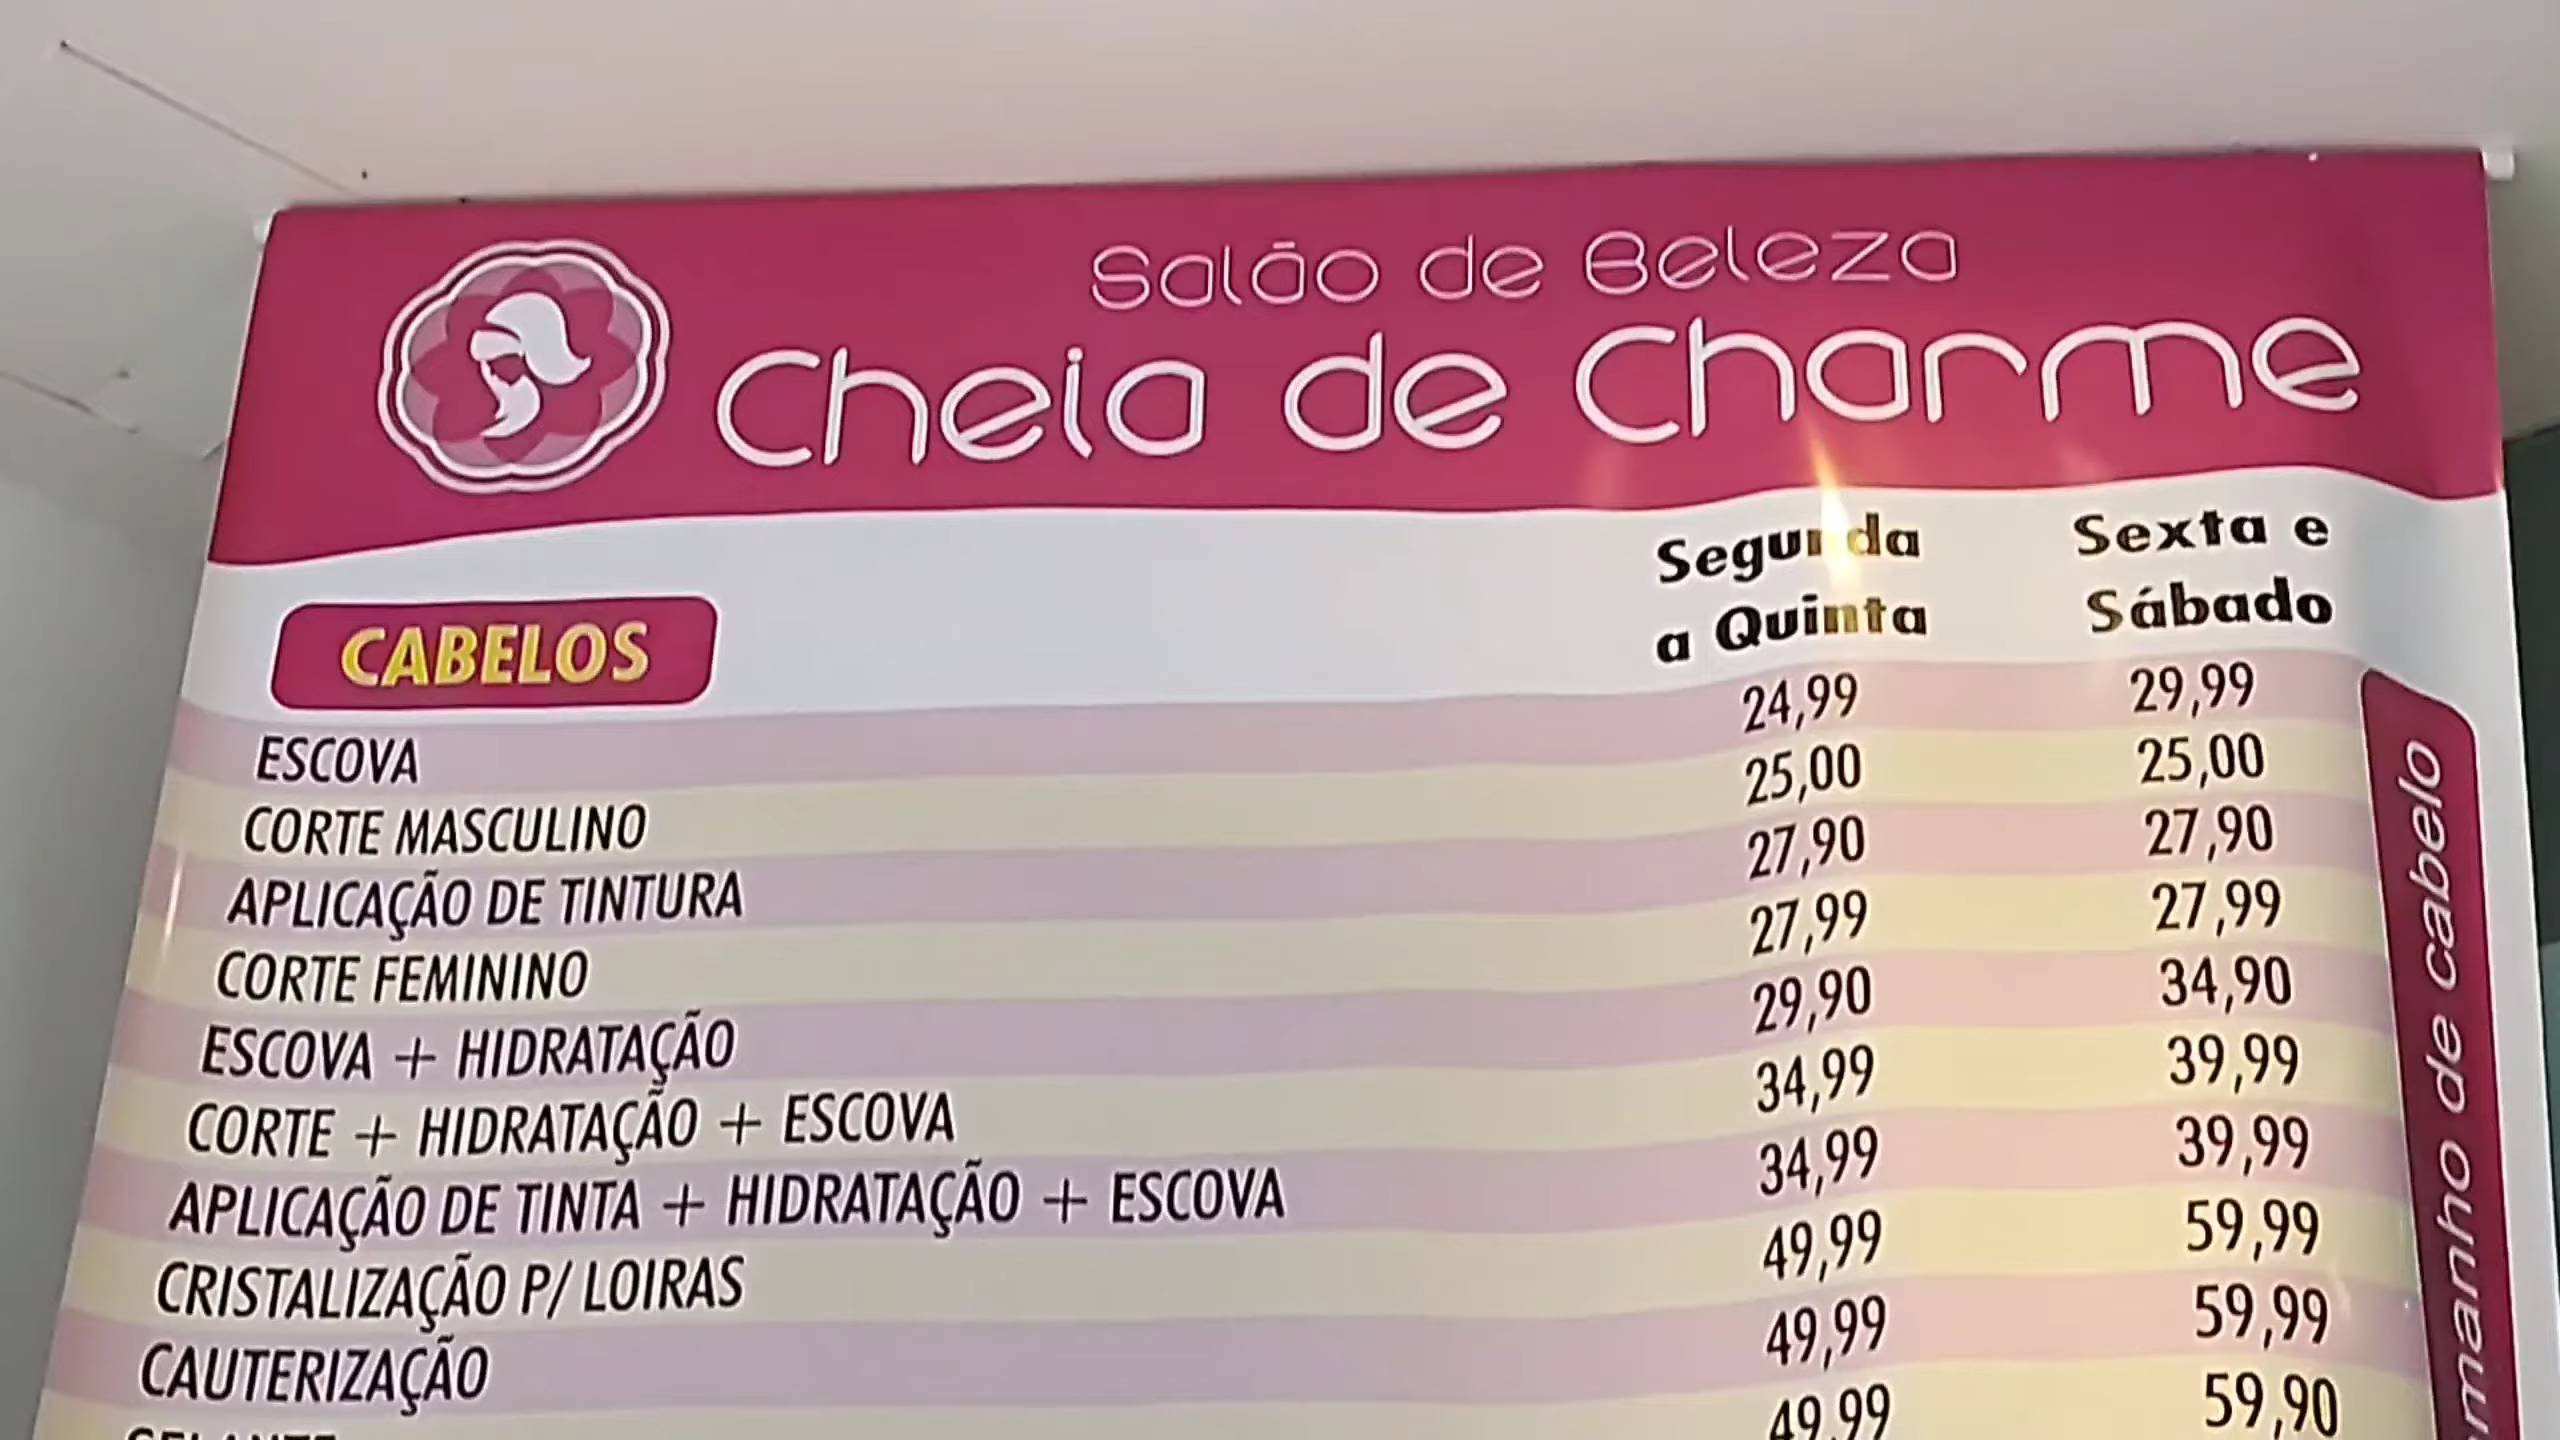 Salão de Beleza
Cheia de Charme
Segunda a Quinta
Sexta e Sábado
CABELOS
ESCOVA 24,99 29,99
CORTE MASCULINO 25,00 25,00
APLICAÇÃO DE TINTURA 27,90 27,90
CORTE FEMININO 27,99 27,99
ESCOVA + HIDRATAÇÃO 29,90 34,90
CORTE + HIDRATAÇÃO + ESCOVA 34,99 39,99
APLICAÇÃO DE TINTA + HIDRATAÇÃO + ESCOVA 34,99 39,99
CRISTALIZAÇÃO P/ LOIRAS 49,99 59,99
CAUTERIZAÇÃO 49,99 59,99
49,99 59,90
de cabelo